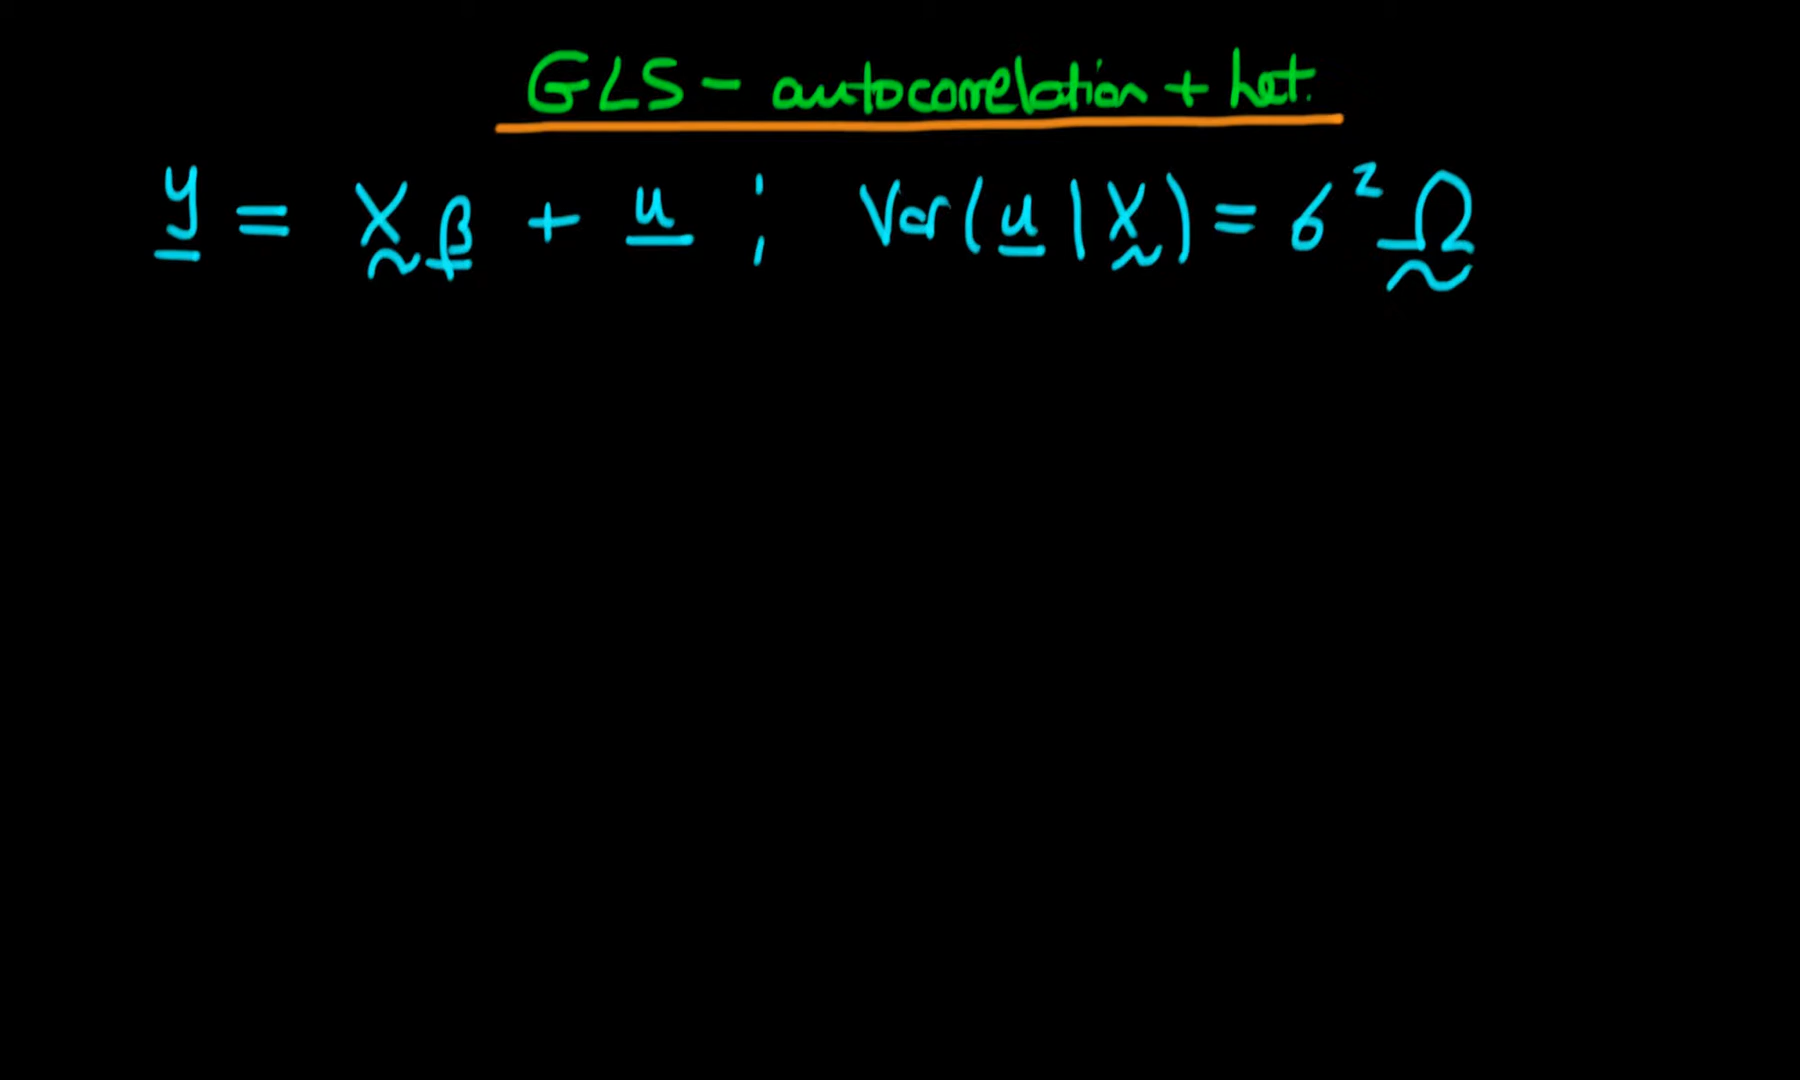 GLS - autocorrelation + het.
y = Xβ + u ; Var(u|X) = σ²Ω